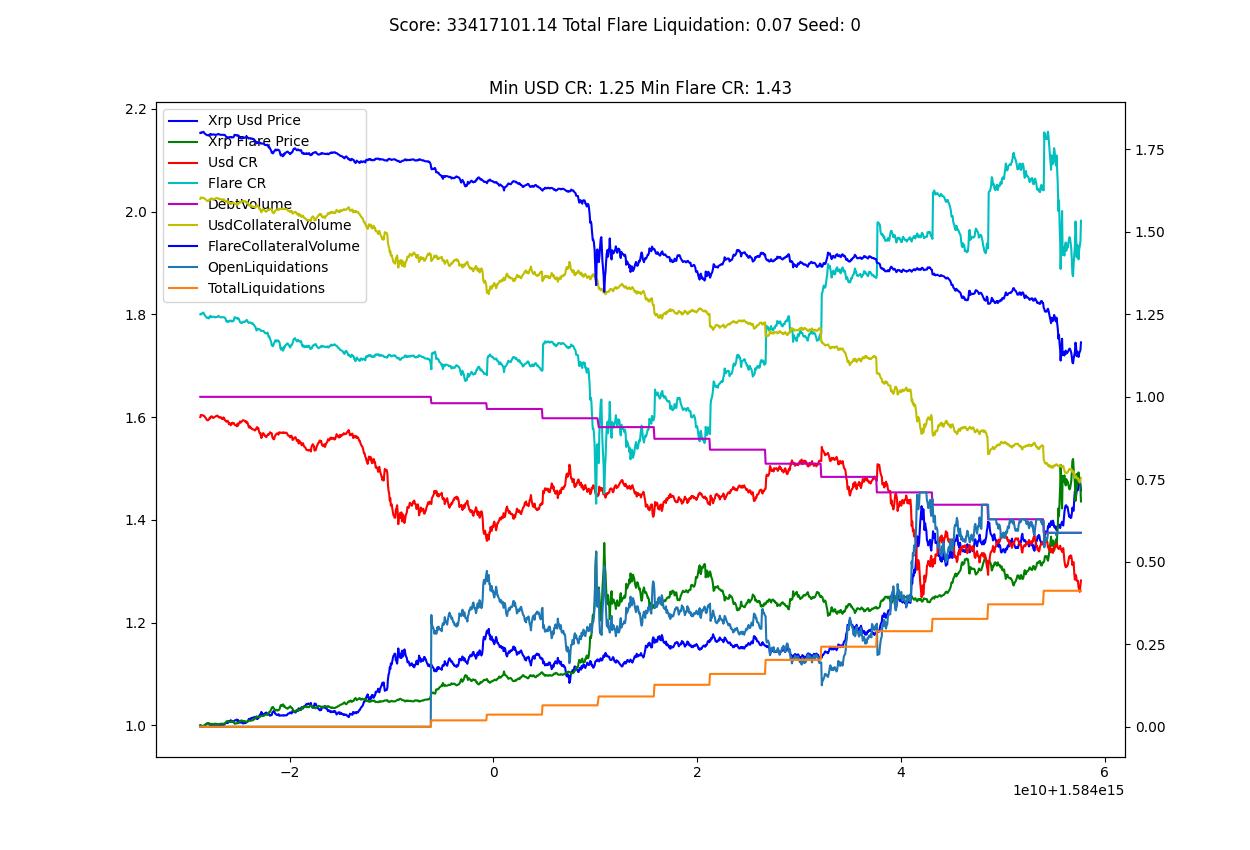 Score: 33417101.14 Total Flare Liquidation: 0.07 Seed: 0
Min USD CR: 1.25 Min Flare CR: 1.43
Xrp Usd Price
Xrp Flare Price
Usd CR
Flare CR
DebtVolume
UsdCollateralVolume
FlareCollateralVolume
OpenLiquidations
TotalLiquidations
2.2
2.0
1.8
1.6
1.4
1.2
1.0
1.75
1.50
1.25
1.00
0.75
0.50
0.25
0.00
−2 0 2 4 6
1e10+1.584e15